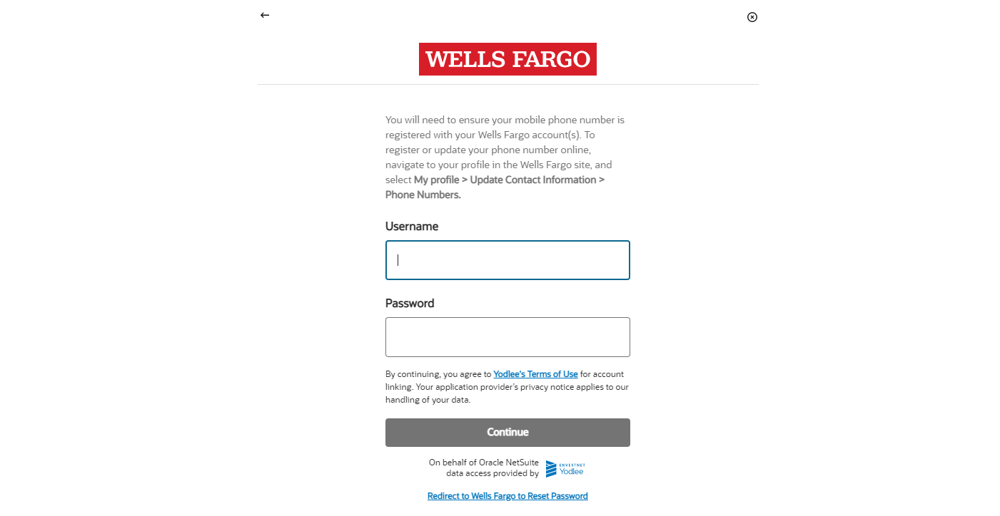 WELLS FARGO
You will need to ensure your mobile phone number is
registered with your Wells Fargo account(s). To
register or update your phone number online,
navigate to your profile in the Wells Fargo site, and
select My profile > Update Contact Information >
Phone Numbers.
Username
Password
By continuing, you agree to Yodlee's Terms of Use for account
linking. Your application provider’s privacy notice applies to our
handling of your data.
Continue
On behalf of Oracle NetSuite
data access provided by
ENVESTNET
Yodlee
Redirect to Wells Fargo to Reset Password